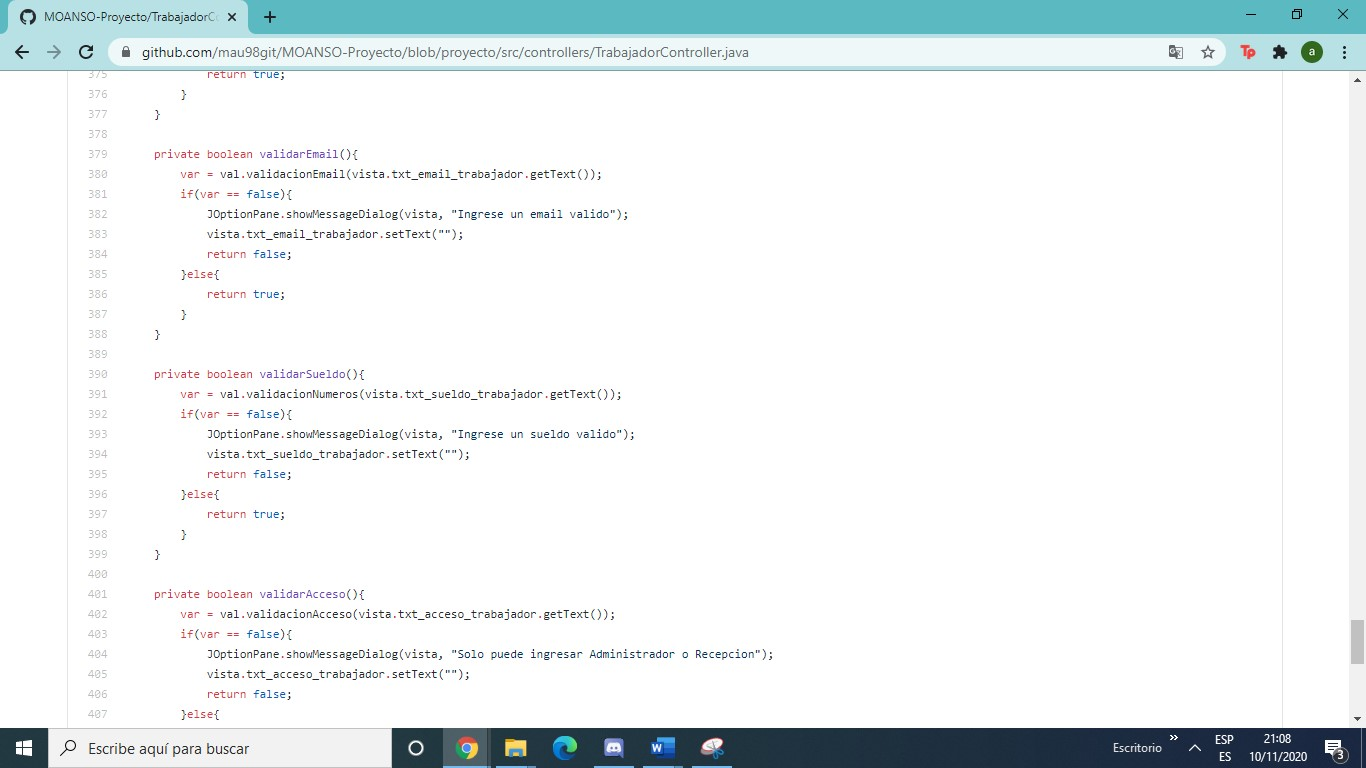 MOANSO-Proyecto/TrabajadorCo
github.com/mau98git/MOANSO-Proyecto/blob/proyecto/src/controllers/TrabajadorController.java
Tp
a
375 return true;
376 }
377 }
378
379 private boolean validarEmail(){
380 var = val.validacionEmail(vista.txt_email_trabajador.getText());
381 if(var == false){
382 JOptionPane.showMessageDialog(vista, "Ingrese un email valido");
383 vista.txt_email_trabajador.setText("");
384 return false;
385 }else{
386 return true;
387 }
388 }
389
390 private boolean validarSueldo(){
391 var = val.validacionNumeros(vista.txt_sueldo_trabajador.getText());
392 if(var == false){
393 JOptionPane.showMessageDialog(vista, "Ingrese un sueldo valido");
394 vista.txt_sueldo_trabajador.setText("");
395 return false;
396 }else{
397 return true;
398 }
399 }
400
401 private boolean validarAcceso(){
402 var = val.validacionAcceso(vista.txt_acceso_trabajador.getText());
403 if(var == false){
404 JOptionPane.showMessageDialog(vista, "Solo puede ingresar Administrador o Recepcion");
405 vista.txt_acceso_trabajador.setText("");
406 return false;
407 }else{
Escribe aquí para buscar
Escritorio
ESP
ES
21:08
10/11/2020
3